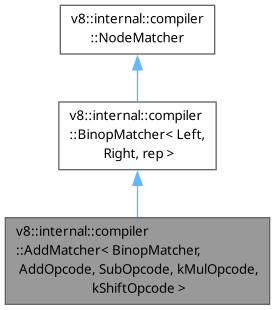 v8::internal::compiler
::NodeMatcher
v8::internal::compiler
::BinopMatcher< Left,
Right, rep >
v8::internal::compiler
::AddMatcher< BinopMatcher,
AddOpcode, SubOpcode, kMulOpcode,
kShiftOpcode >